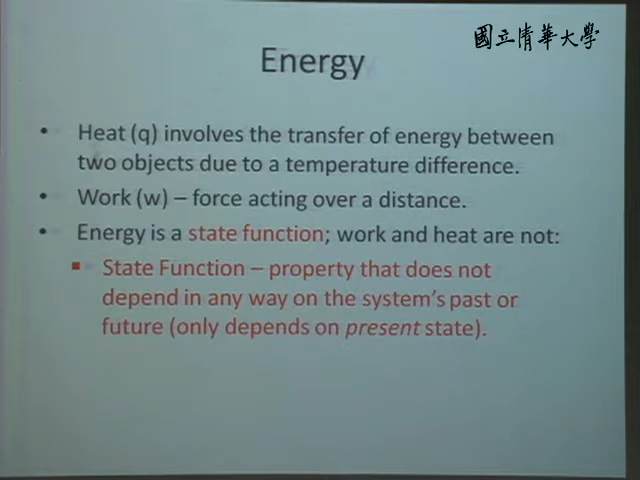 國立清華大學
Energy
• Heat (q) involves the transfer of energy between
two objects due to a temperature difference.
• Work (w) – force acting over a distance.
• Energy is a state function; work and heat are not:
▪ State Function – property that does not
depend in any way on the system's past or
future (only depends on present state).